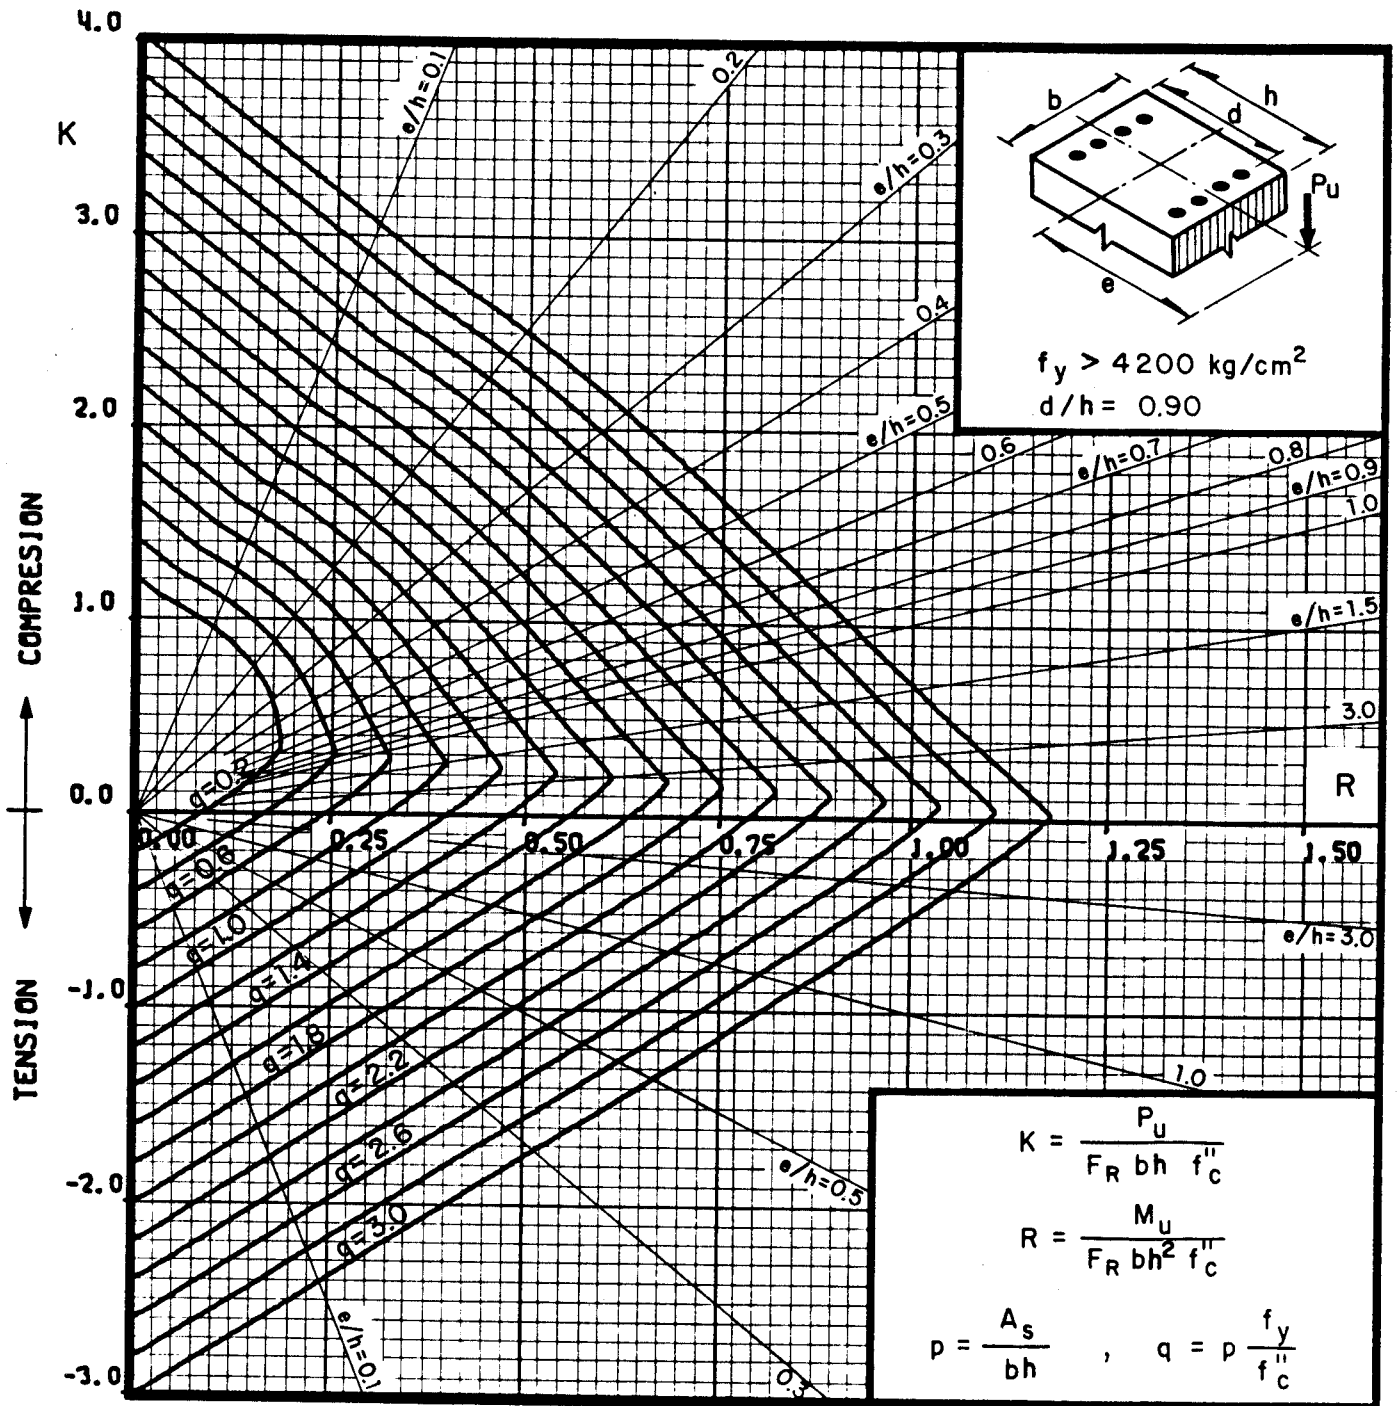 4.0
K
3.0
2.0
1.0
0.0
-1.0
-2.0
-3.0
COMPRESION
TENSION
e/h=0.1
0.2
e/h=0.3
0.4
e/h=0.5
0.6
e/h=0.7
0.8
e/h=0.9
1.0
e/h=1.5
3.0
R
b
h
d
Pu
e
fy > 4200 kg/cm²
d/h= 0.90
0.00
0.25
0.50
0.75
1.00
1.25
1.50
q=0.2
q=0.6
q=1.0
q=1.4
q=1.8
q=2.2
q=2.6
q=3.0
e/h=3.0
1.0
e/h=0.5
0.3
e/h=0.1
K = Pu / FR bh f''c
R = Mu / FR bh² f''c
p = As / bh , q = p fy / f''c